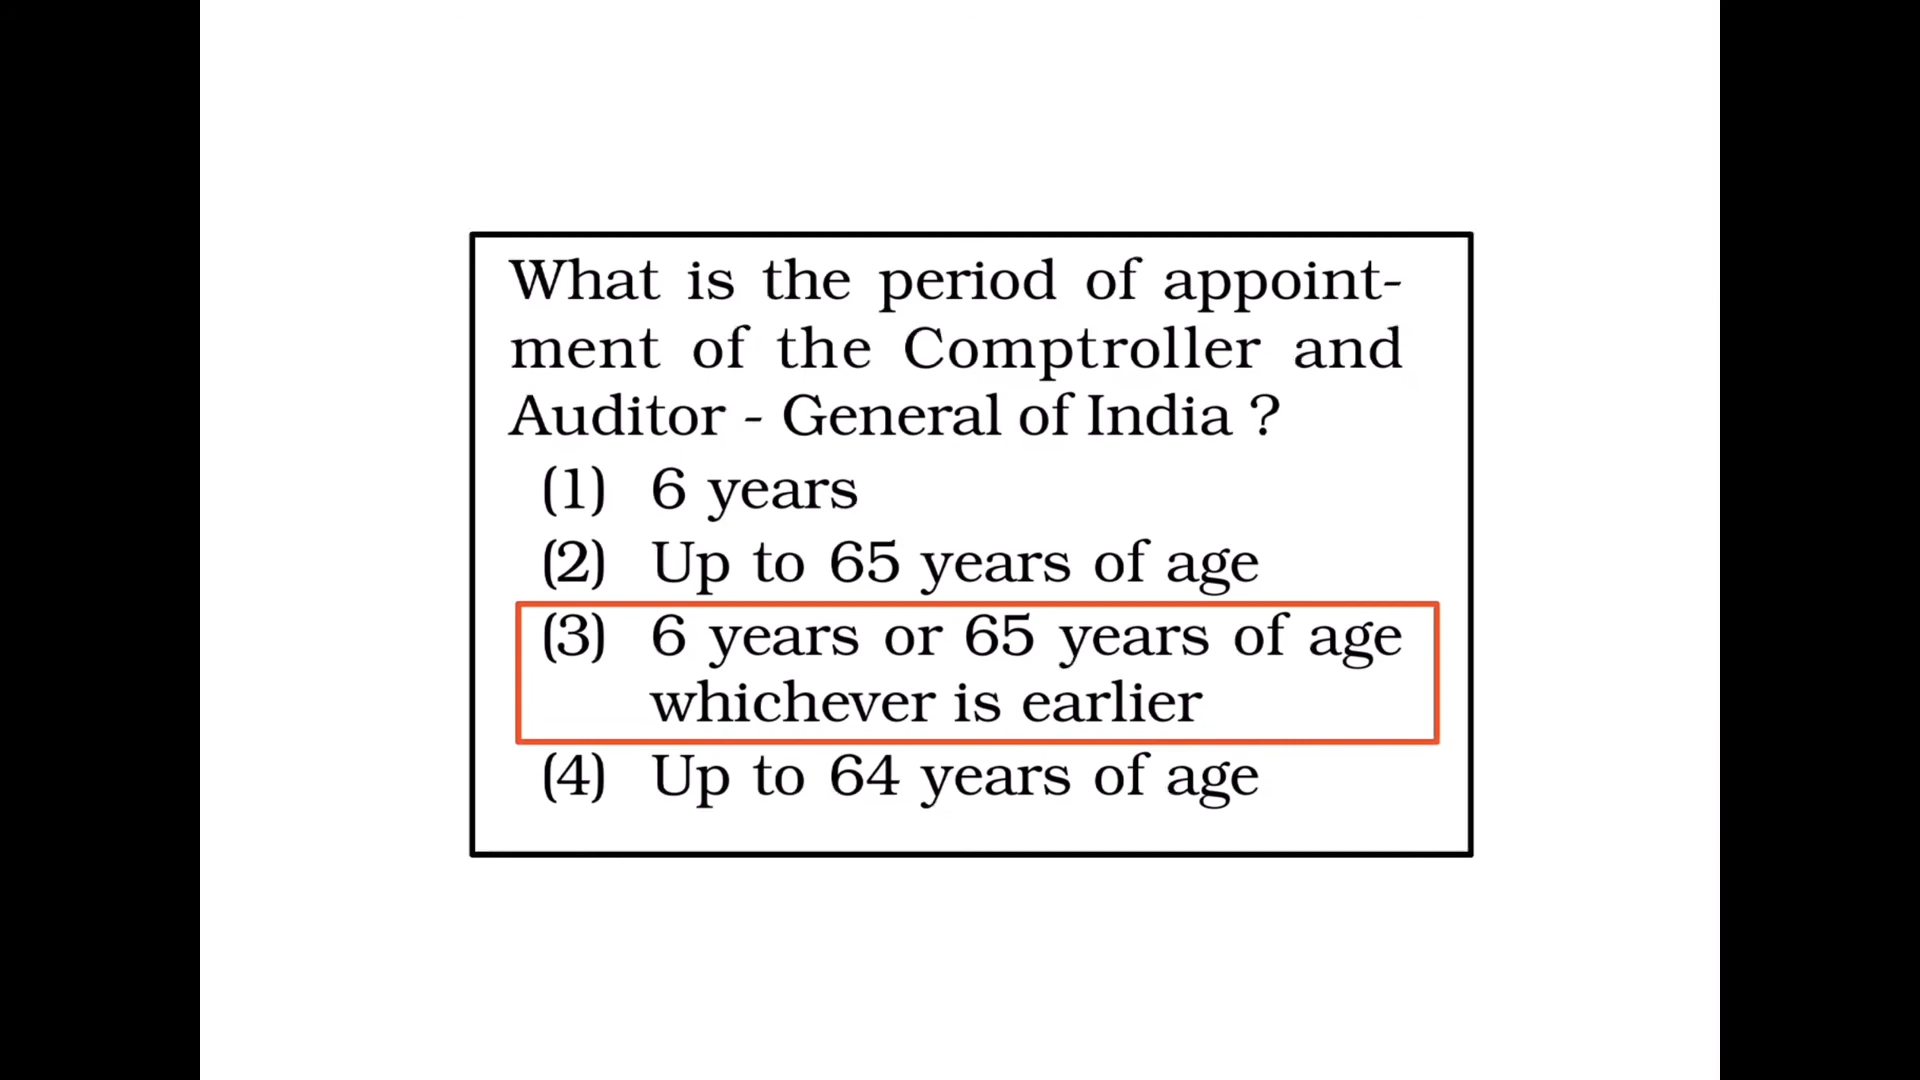 What is the period of appoint-
ment of the Comptroller and
Auditor - General of India ?
(1) 6 years
(2) Up to 65 years of age
(3) 6 years or 65 years of age
whichever is earlier
(4) Up to 64 years of age